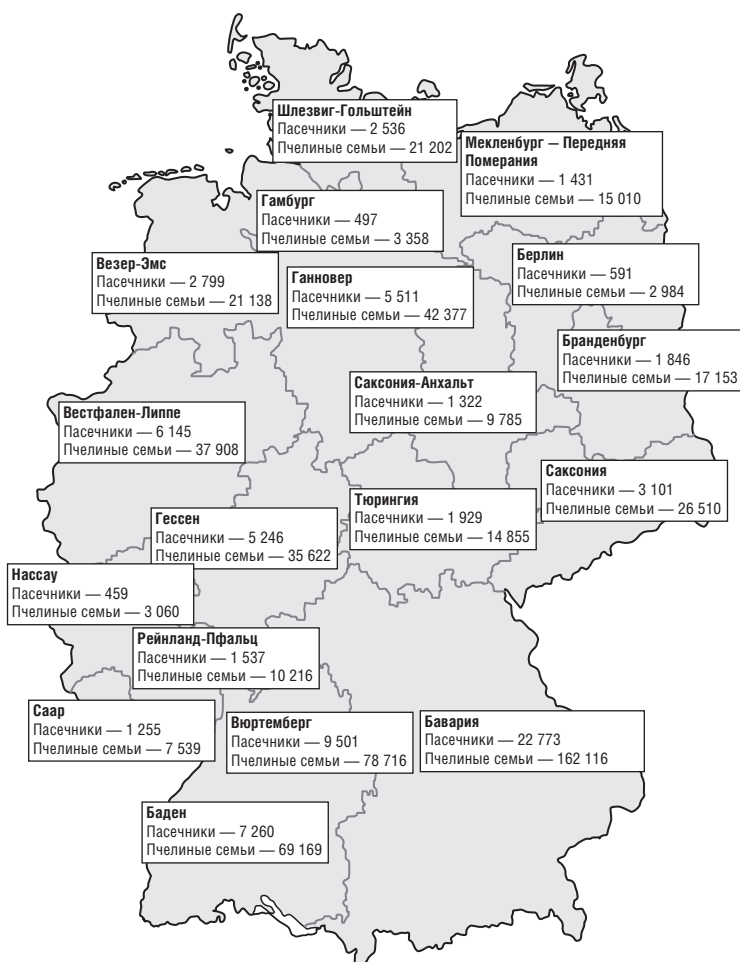 Шлезвиг-Гольштейн
Пасечники — 2 536
Пчелиные семьи — 21 202
Мекленбург — Передняя
Померания
Пасечники — 1 431
Пчелиные семьи — 15 010
Гамбург
Пасечники — 497
Пчелиные семьи — 3 358
Везер-Эмс
Пасечники — 2 799
Пчелиные семьи — 21 138
Ганновер
Пасечники — 5 511
Пчелиные семьи — 42 377
Берлин
Пасечники — 591
Пчелиные семьи — 2 984
Бранденбург
Пасечники — 1 846
Пчелиные семьи — 17 153
Саксония-Анхальт
Пасечники — 1 322
Пчелиные семьи — 9 785
Вестфален-Липпе
Пасечники — 6 145
Пчелиные семьи — 37 908
Саксония
Пасечники — 3 101
Пчелиные семьи — 26 510
Тюрингия
Пасечники — 1 929
Пчелиные семьи — 14 855
Гессен
Пасечники — 5 246
Пчелиные семьи — 35 622
Нассау
Пасечники — 459
Пчелиные семьи — 3 060
Рейнланд-Пфальц
Пасечники — 1 537
Пчелиные семьи — 10 216
Саар
Пасечники — 1 255
Пчелиные семьи — 7 539
Вюртемберг
Пасечники — 9 501
Пчелиные семьи — 78 716
Бавария
Пасечники — 22 773
Пчелиные семьи — 162 116
Баден
Пасечники — 7 260
Пчелиные семьи — 69 169